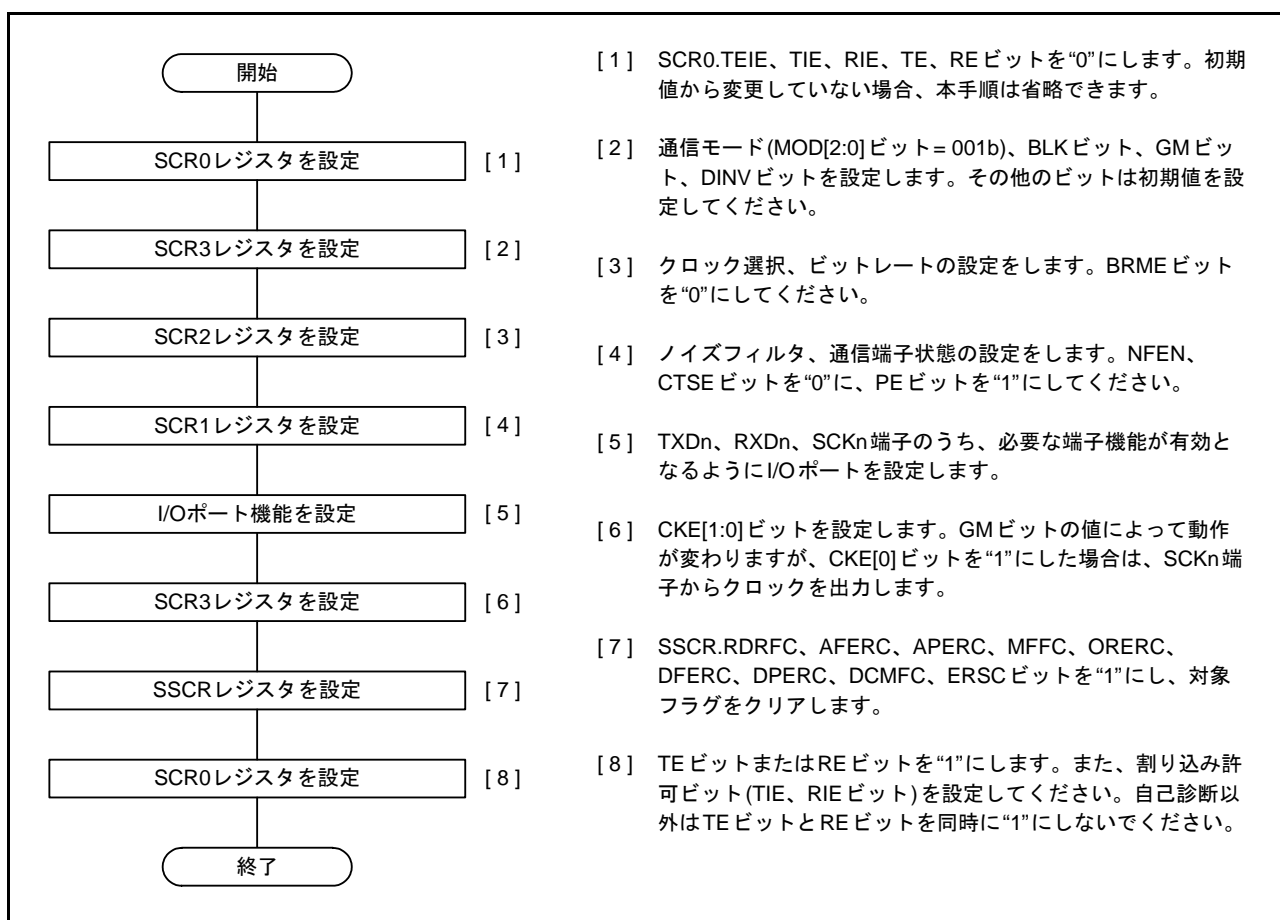 開始
SCR0レジスタを設定 [1]
SCR3レジスタを設定 [2]
SCR2レジスタを設定 [3]
SCR1レジスタを設定 [4]
I/Oポート機能を設定 [5]
SCR3レジスタを設定 [6]
SSCRレジスタを設定 [7]
SCR0レジスタを設定 [8]
終了
[1] SCR0.TEIE、TIE、RIE、TE、REビットを“0”にします。初期
値から変更していない場合、本手順は省略できます。
[2] 通信モード(MOD[2:0]ビット= 001b)、BLKビット、GMビッ
ト、DINVビットを設定します。その他のビットは初期値を設
定してください。
[3] クロック選択、ビットレートの設定をします。BRMEビット
を“0”にしてください。
[4] ノイズフィルタ、通信端子状態の設定をします。NFEN、
CTSEビットを“0”に、PEビットを“1”にしてください。
[5] TXDn、RXDn、SCKn端子のうち、必要な端子機能が有効と
なるようにI/Oポートを設定します。
[6] CKE[1:0]ビットを設定します。GMビットの値によって動作
が変わりますが、CKE[0]ビットを“1”にした場合は、SCKn端
子からクロックを出力します。
[7] SSCR.RDRFC、AFERC、APERC、MFFC、ORERC、
DFERC、DPERC、DCMFC、ERSCビットを“1”にし、対象
フラグをクリアします。
[8] TEビットまたはREビットを“1”にします。また、割り込み許
可ビット(TIE、RIEビット)を設定してください。自己診断以
外はTEビットとREビットを同時に“1”にしないでください。